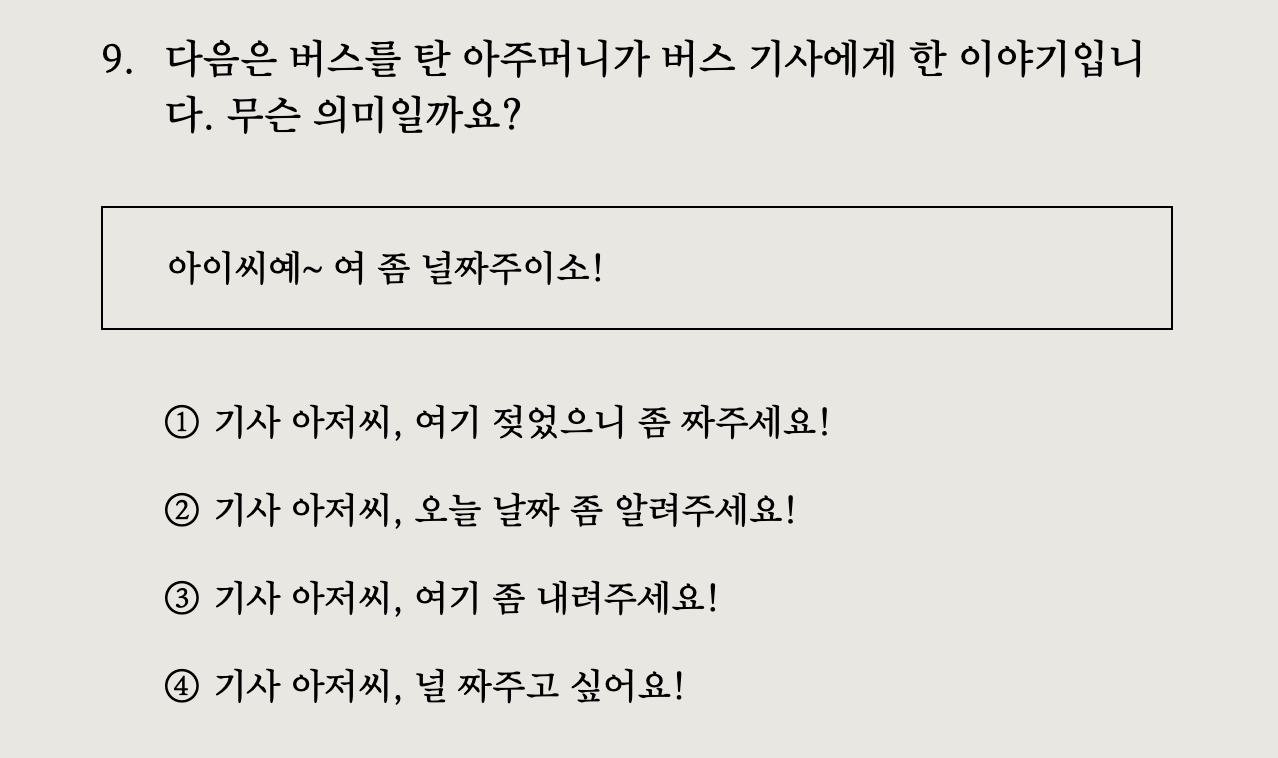 9. 다음은 버스를 탄 아주머니가 버스 기사에게 한 이야기입니
다. 무슨 의미일까요?
아이씨예~ 여 좀 널짜주이소!
① 기사 아저씨, 여기 젖었으니 좀 짜주세요!
② 기사 아저씨, 오늘 날짜 좀 알려주세요!
③ 기사 아저씨, 여기 좀 내려주세요!
④ 기사 아저씨, 널 짜주고 싶어요!